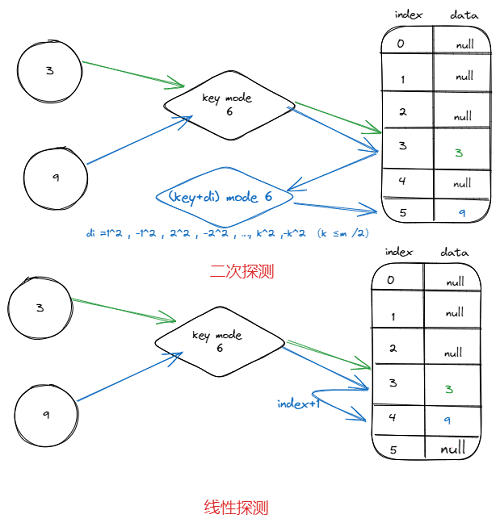 index data
0 null
3
1 null
key mode
6
2 null
3 3
9
4 null
(key+di) mode 6
5 9
di =1^2 , -1^2 , 2^2 , -2^2 , ..., k^2 ,-k^2 (k ≤m /2)
二次探测
index data
0 null
3
1 null
key mode
6
2 null
3 3
index+1
9
4 9
5 null
线性探测